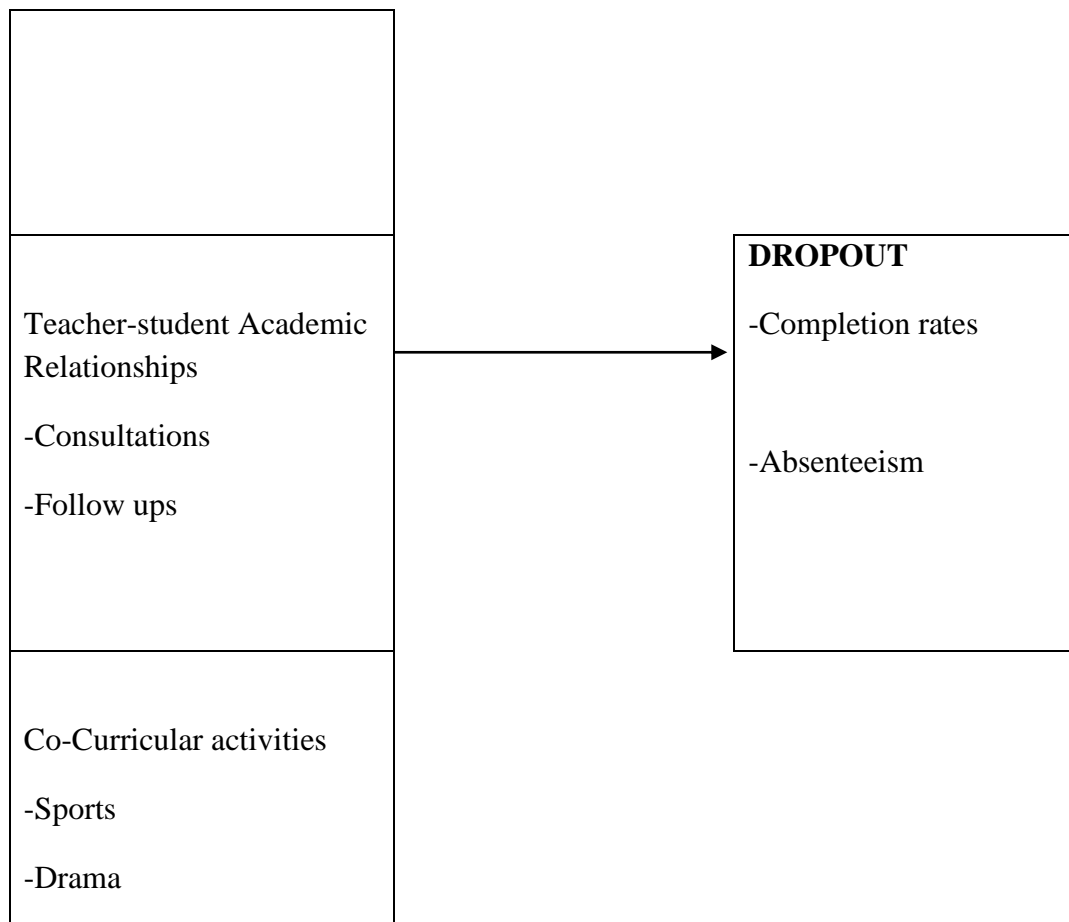 Teacher-student Academic
Relationships
-Consultations
-Follow ups
Co-Curricular activities
-Sports
-Drama
DROPOUT
-Completion rates
-Absenteeism